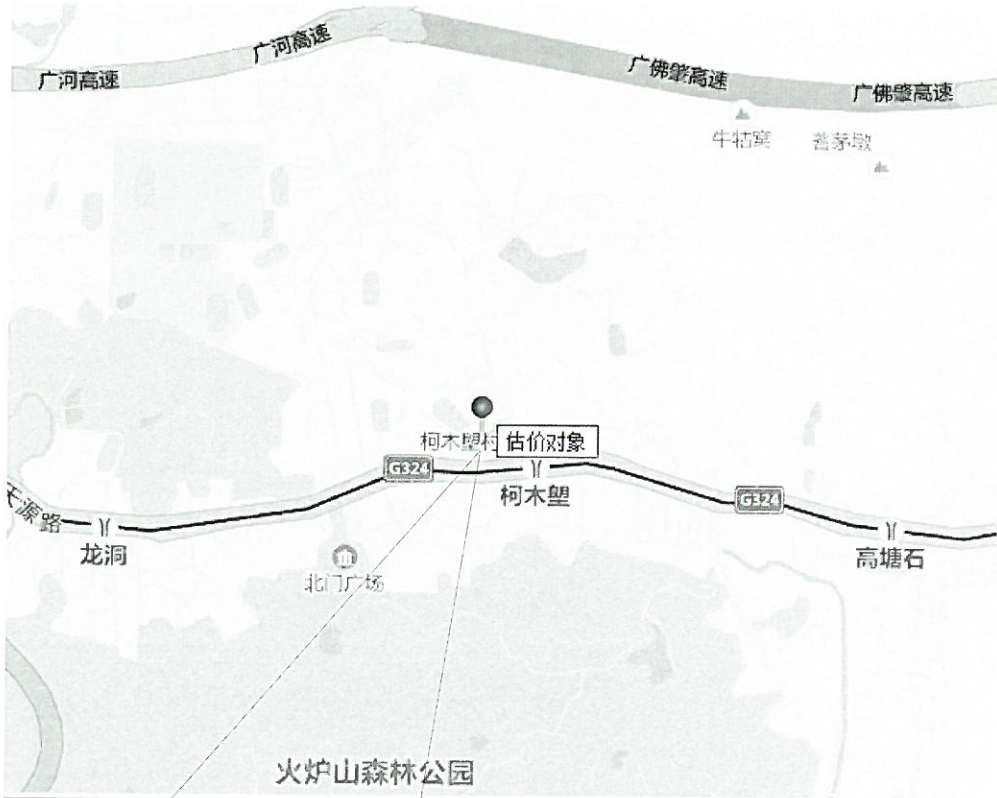 广河高速
广河高速
广佛肇高速
广佛肇高速
牛牯窝
茅墩
柯木塱村
估价对象
G324
柯木塱
G324
天源路
龙洞
高塘石
北门广场
火炉山森林公园